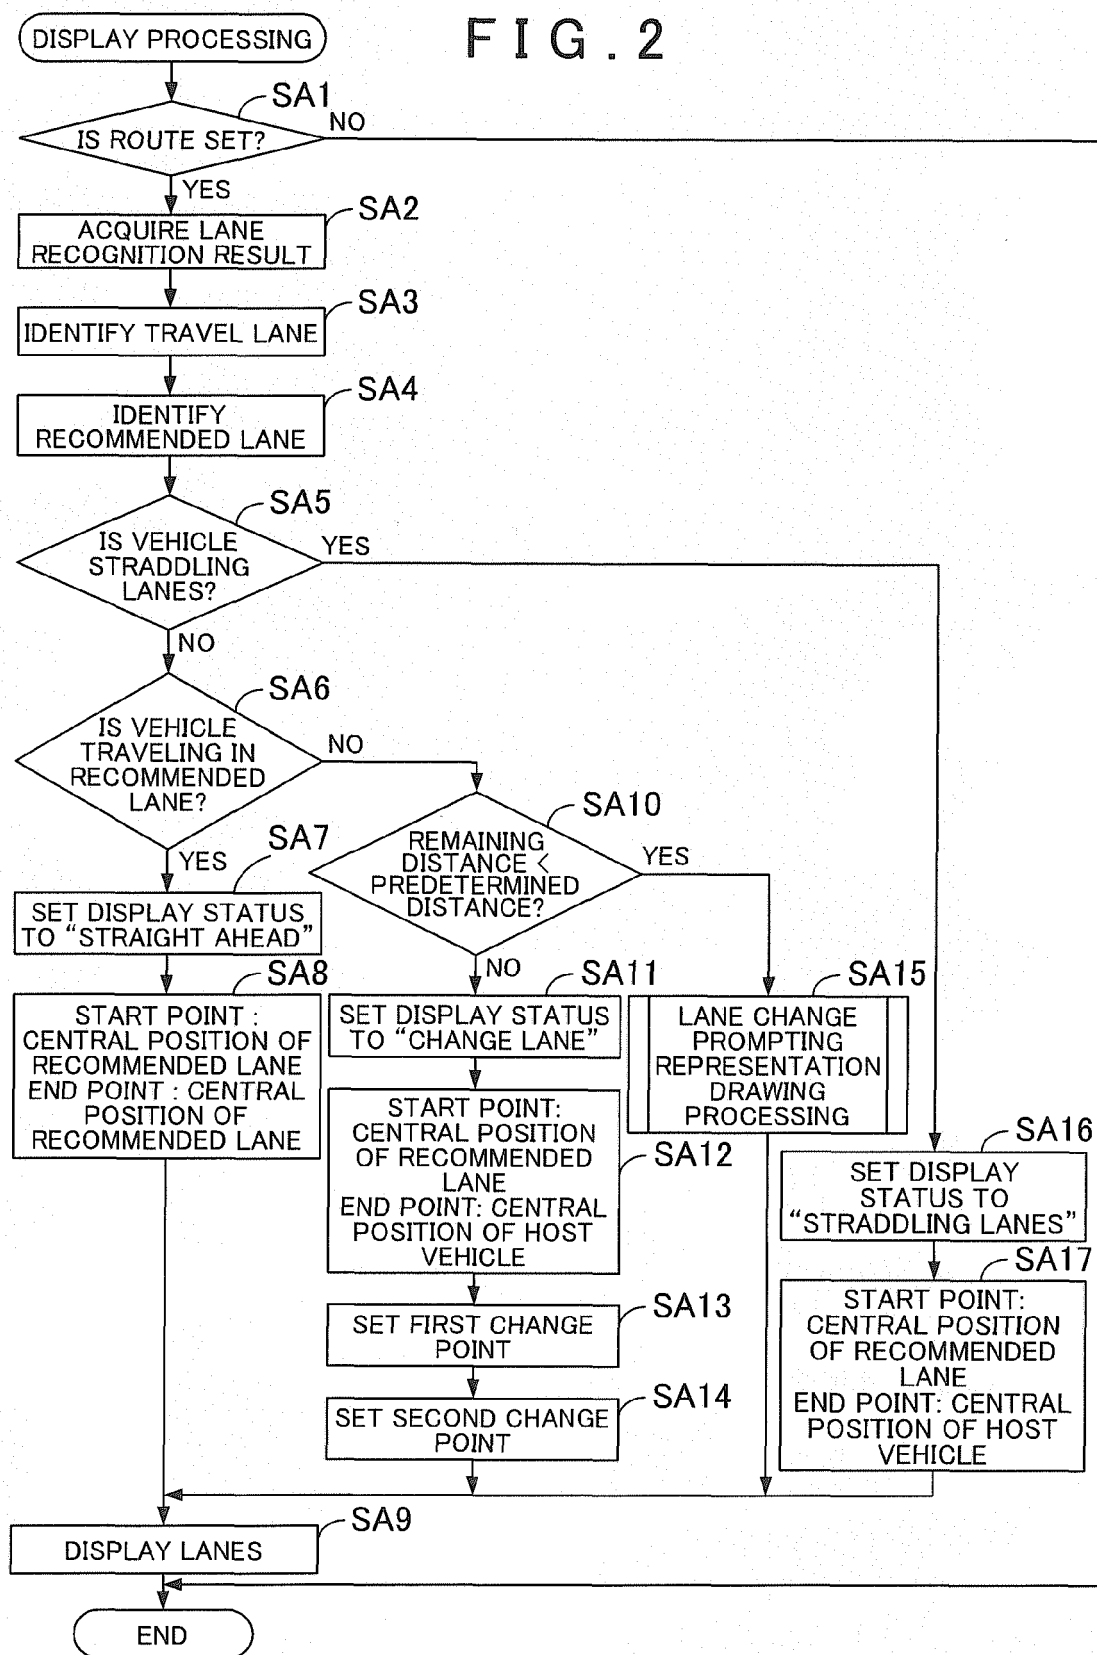 FIG.2
DISPLAY PROCESSING
SA1
IS ROUTE SET?
NO
YES
SA2
ACQUIRE LANE
RECOGNITION RESULT
SA3
IDENTIFY TRAVEL LANE
SA4
IDENTIFY
RECOMMENDED LANE
SA5
IS VEHICLE
STRADDLING
LANES?
YES
NO
SA6
IS VEHICLE
TRAVELING IN
RECOMMENDED
LANE?
NO
YES
SA10
REMAINING
DISTANCE <
PREDETERMINED
DISTANCE?
YES
NO
SA7
SET DISPLAY STATUS
TO “STRAIGHT AHEAD”
SA8
START POINT :
CENTRAL POSITION OF
RECOMMENDED LANE
END POINT : CENTRAL
POSITION OF
RECOMMENDED LANE
SA11
SET DISPLAY STATUS
TO “CHANGE LANE”
SA12
START POINT:
CENTRAL POSITION
OF RECOMMENDED
LANE
END POINT: CENTRAL
POSITION OF HOST
VEHICLE
SA13
SET FIRST CHANGE
POINT
SA14
SET SECOND CHANGE
POINT
SA15
LANE CHANGE
PROMPTING
REPRESENTATION
DRAWING
PROCESSING
SA16
SET DISPLAY
STATUS TO
“STRADDLING LANES”
SA17
START POINT:
CENTRAL POSITION
OF RECOMMENDED
LANE
END POINT: CENTRAL
POSITION OF HOST
VEHICLE
SA9
DISPLAY LANES
END